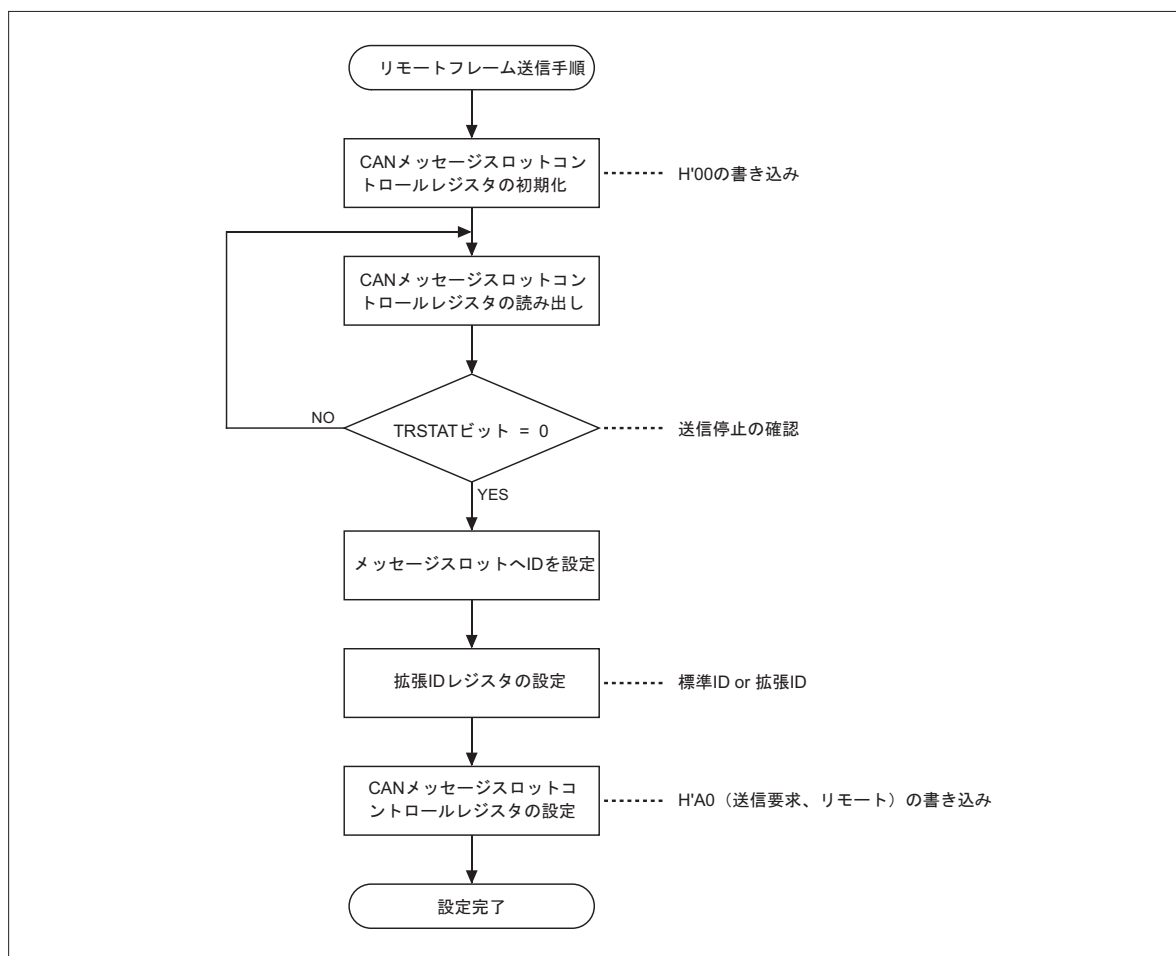 リモートフレーム送信手順
CANメッセージスロットコン
トロールレジスタの初期化
H'00の書き込み
CANメッセージスロットコン
トロールレジスタの読み出し
NO
TRSTATビット = 0
送信停止の確認
YES
メッセージスロットへIDを設定
拡張IDレジスタの設定
標準ID or 拡張ID
CANメッセージスロットコ
ントロールレジスタの設定
H'A0（送信要求、リモート）の書き込み
設定完了